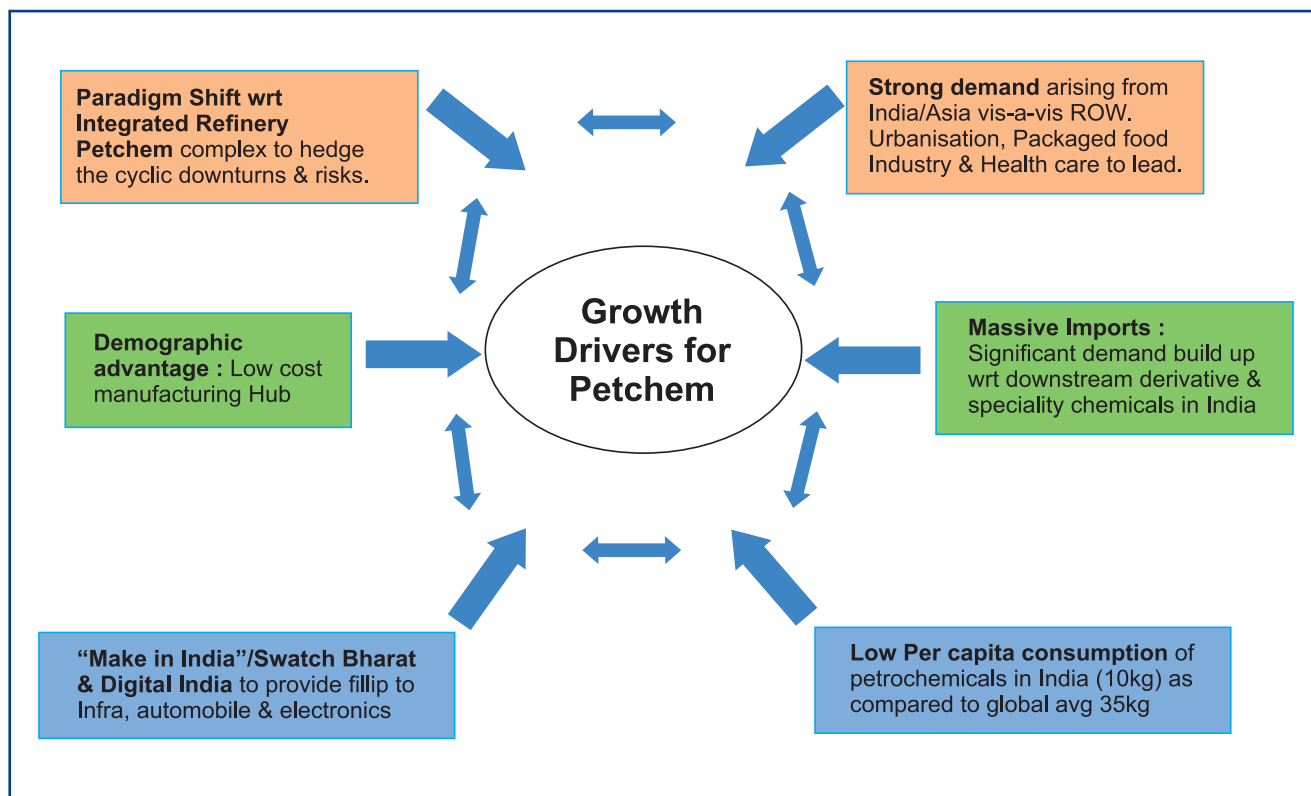 Paradigm Shift wrt
Integrated Refinery
Petchem complex to hedge
the cyclic downturns & risks.
Strong demand arising from
India/Asia vis-a-vis ROW.
Urbanisation, Packaged food
Industry & Health care to lead.
Growth
Drivers for
Petchem
Demographic
advantage : Low cost
manufacturing Hub
Massive Imports :
Significant demand build up
wrt downstream derivative &
speciality chemicals in India
“Make in India”/Swatch Bharat
& Digital India to provide fillip to
Infra, automobile & electronics
Low Per capita consumption of
petrochemicals in India (10kg) as
compared to global avg 35kg